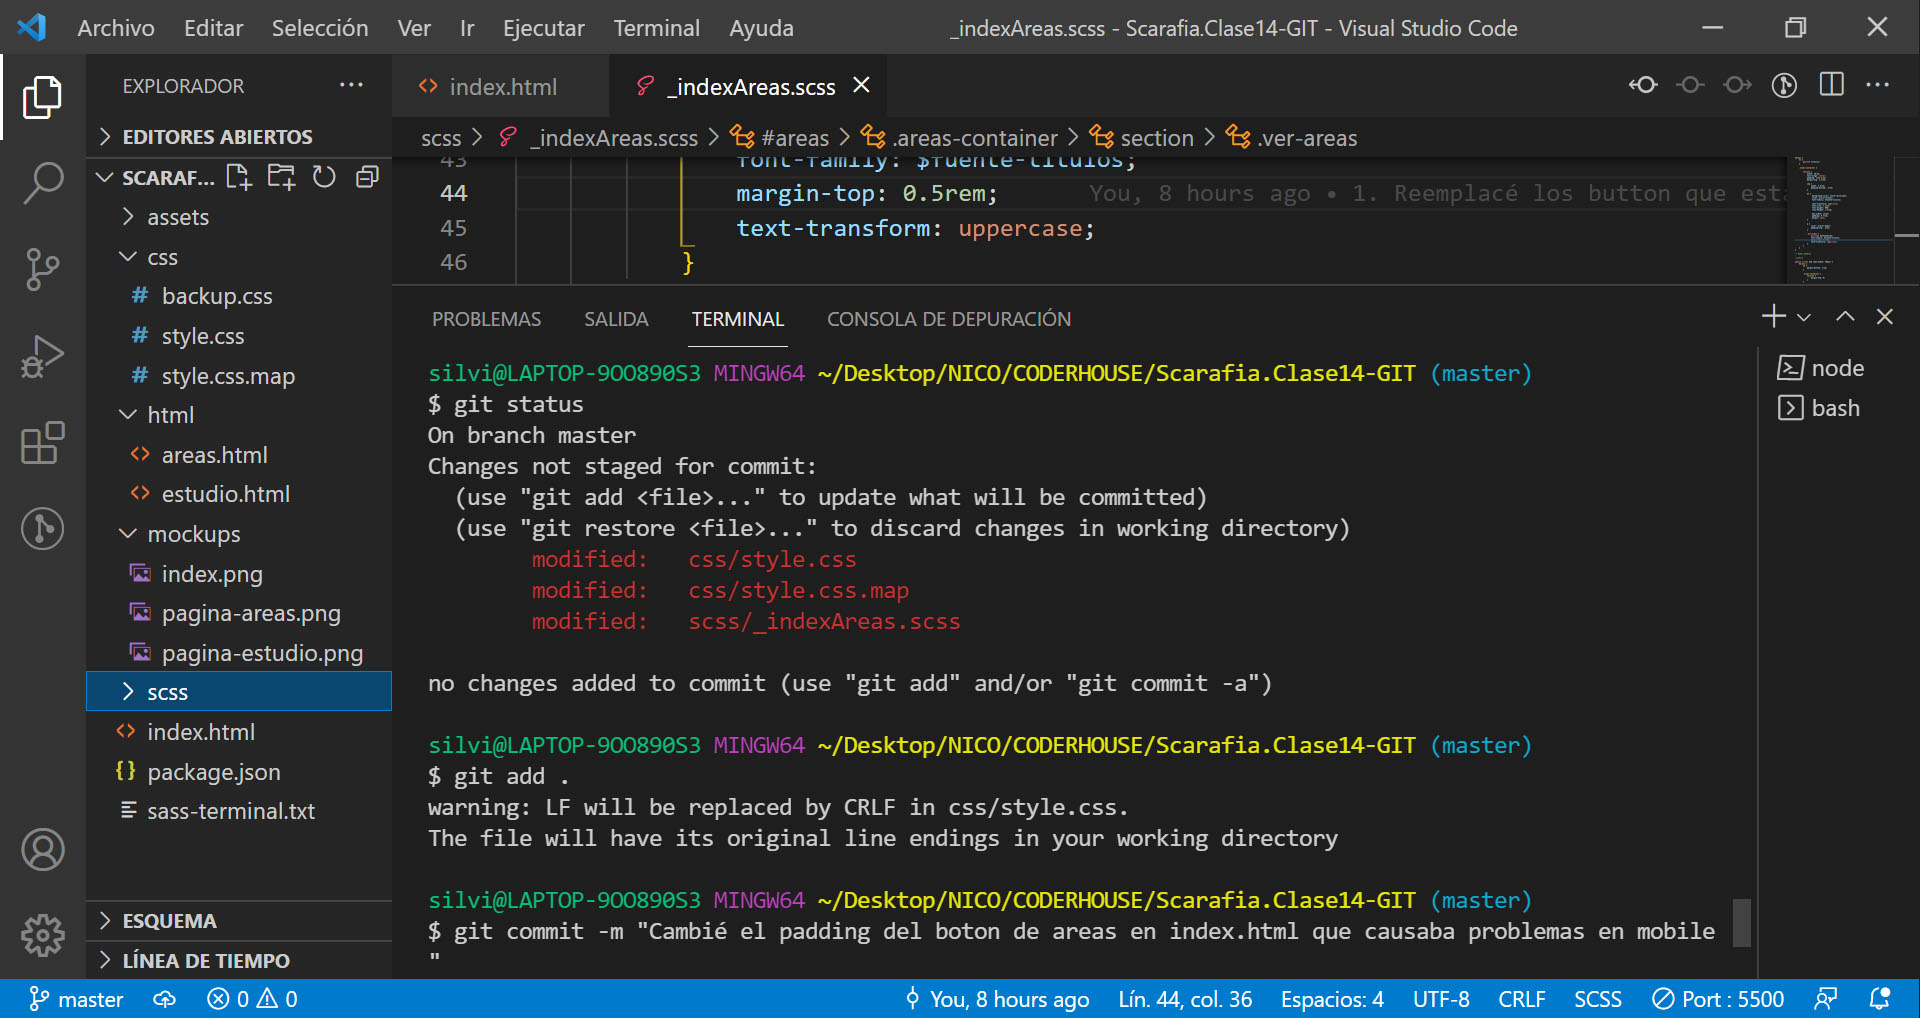 Archivo Editar Selección Ver Ir Ejecutar Terminal Ayuda _indexAreas.scss - Scarafia.Clase14-GIT - Visual Studio Code
EXPLORADOR
index.html _indexAreas.scss
EDITORES ABIERTOS
scss > _indexAreas.scss > #areas > .areas-container > section > .ver-areas
SCARAF...
assets
css
backup.css
style.css
style.css.map
html
areas.html
estudio.html
mockups
index.png
pagina-areas.png
pagina-estudio.png
scss
index.html
package.json
sass-terminal.txt
ESQUEMA
LÍNEA DE TIEMPO
43 font-family: $fuente-titulos;
44 margin-top: 0.5rem; You, 8 hours ago • 1. Reemplacé los button que est
45 text-transform: uppercase;
46 }
PROBLEMAS SALIDA TERMINAL CONSOLA DE DEPURACIÓN
node
bash
silvi@LAPTOP-9OO890S3 MINGW64 ~/Desktop/NICO/CODERHOUSE/Scarafia.Clase14-GIT (master)
$ git status
On branch master
Changes not staged for commit:
(use "git add <file>..." to update what will be committed)
(use "git restore <file>..." to discard changes in working directory)
modified: css/style.css
modified: css/style.css.map
modified: scss/_indexAreas.scss
no changes added to commit (use "git add" and/or "git commit -a")
silvi@LAPTOP-9OO890S3 MINGW64 ~/Desktop/NICO/CODERHOUSE/Scarafia.Clase14-GIT (master)
$ git add .
warning: LF will be replaced by CRLF in css/style.css.
The file will have its original line endings in your working directory
silvi@LAPTOP-9OO890S3 MINGW64 ~/Desktop/NICO/CODERHOUSE/Scarafia.Clase14-GIT (master)
$ git commit -m "Cambié el padding del boton de areas en index.html que causaba problemas en mobile
"
master 0 0 You, 8 hours ago Lín. 44, col. 36 Espacios: 4 UTF-8 CRLF SCSS Port : 5500